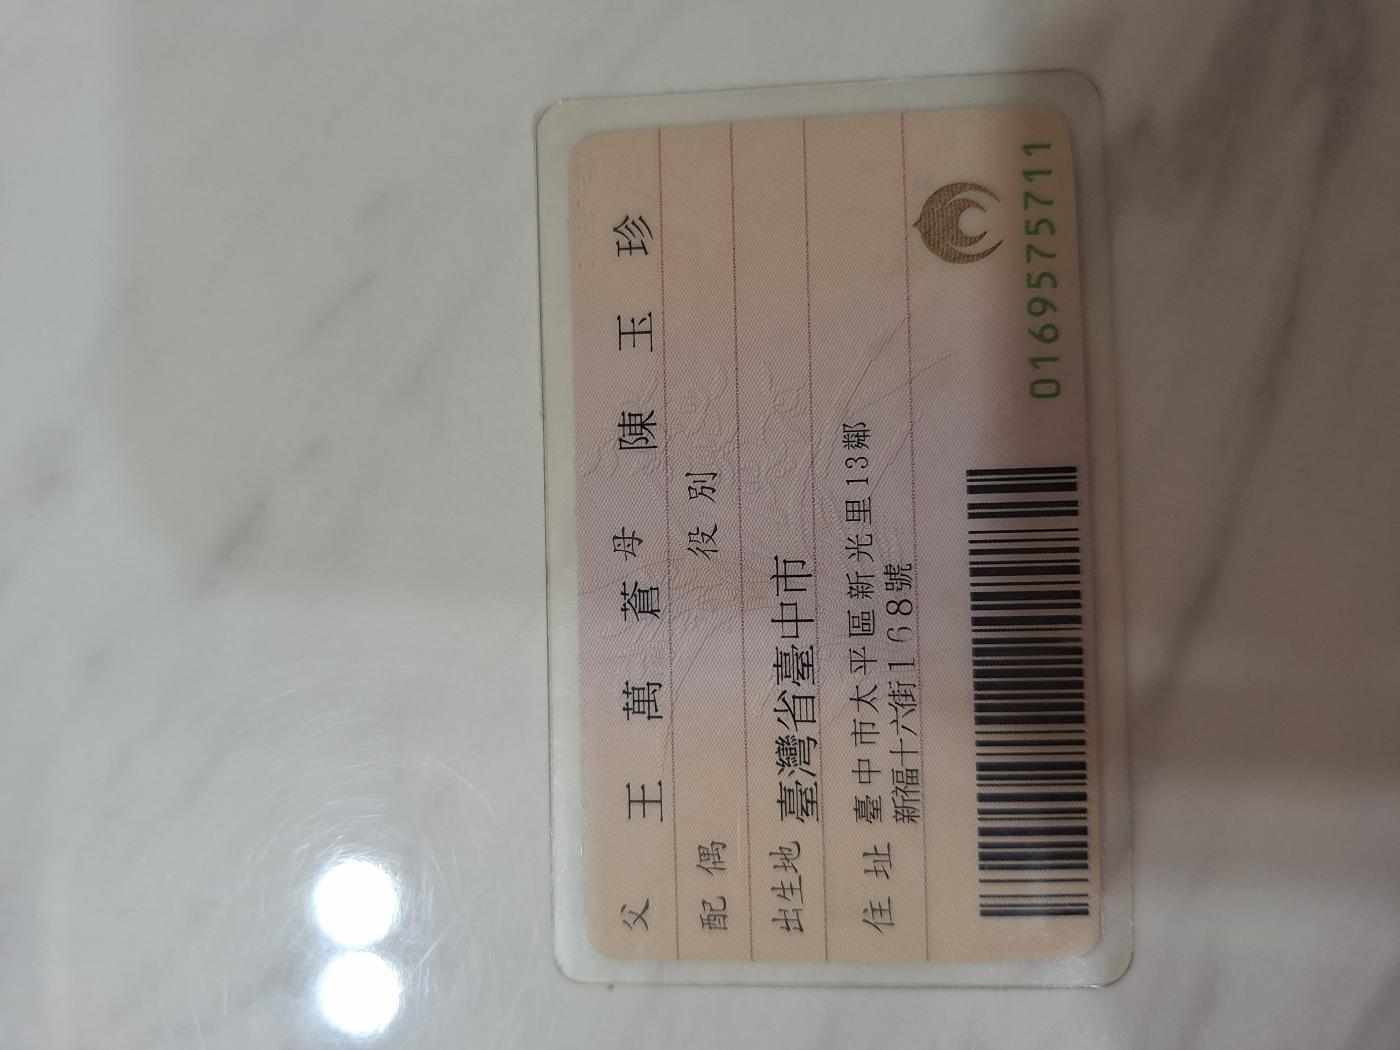 父 王萬蒼 母 陳玉珍
配偶 役別
出生地 臺灣省臺中市
住址 臺中市太平區新光里13鄰
新福十六街168號
0169575711